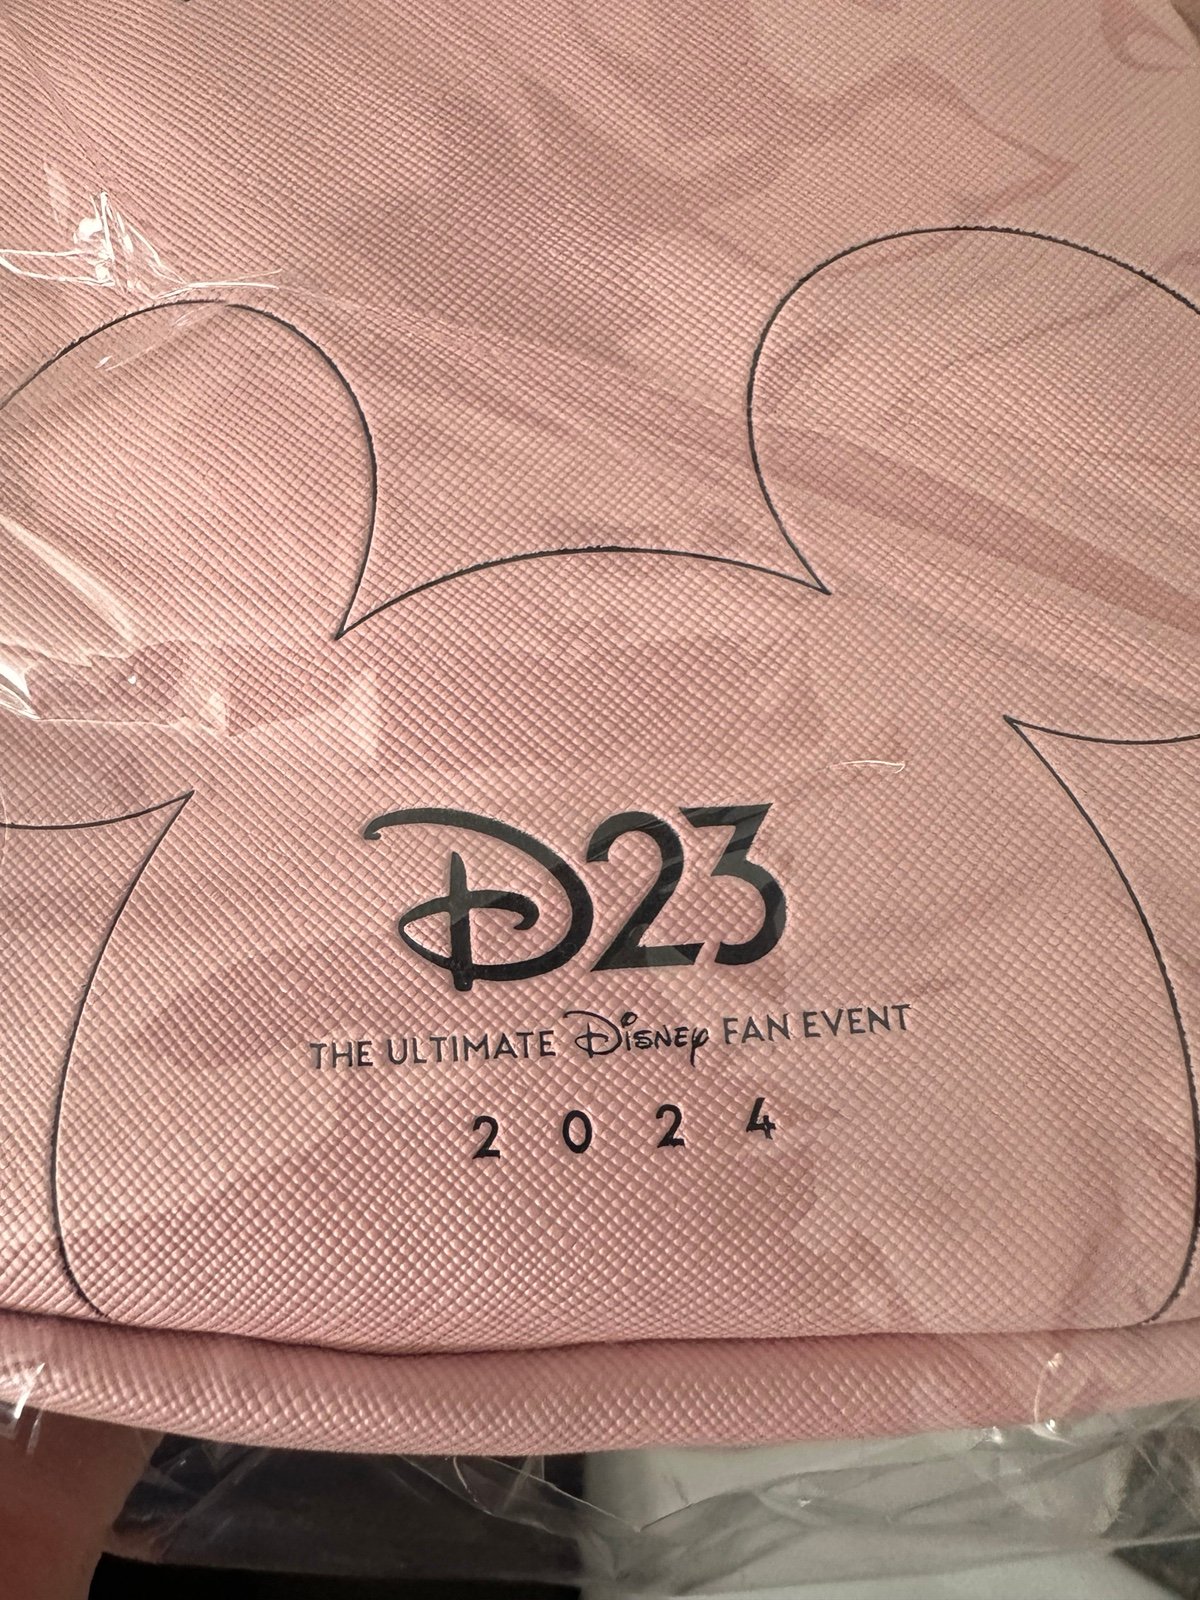 D23
THE ULTIMATE Disney FAN EVENT
2024